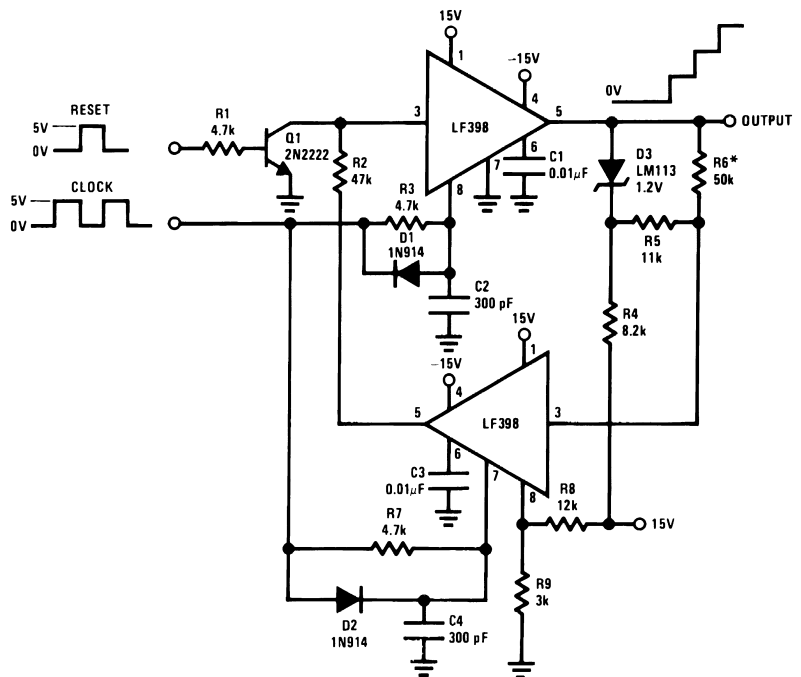 15V
1
−15V
4
0V
RESET
5V
0V
R1
4.7k
Q1
2N2222
3
LF398
5
OUTPUT
6
7
8
C1
0.01µF
D3
LM113
1.2V
R6*
50k
R2
47k
CLOCK
5V
0V
R3
4.7k
D1
1N914
R5
11k
C2
300 pF
R4
8.2k
15V
1
−15V
4
5
LF398
3
6
7
8
C3
0.01µF
R8
12k
15V
R7
4.7k
R9
3k
D2
1N914
C4
300 pF